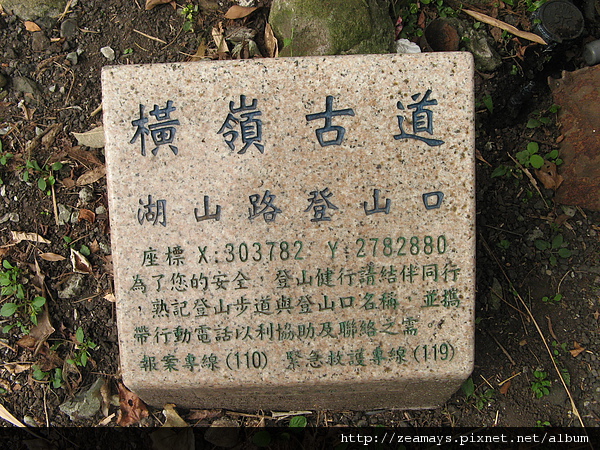 橫嶺古道
湖山路登山口
座標 X:303782 Y:2782880
為了您的安全，登山健行請結伴同行
，熟記登山步道與登山口名稱，並攜
帶行動電話以利協助及聯絡之需。
報案專線(110) 緊急救護專線(119)
http://zeamays.pixnet.net/album